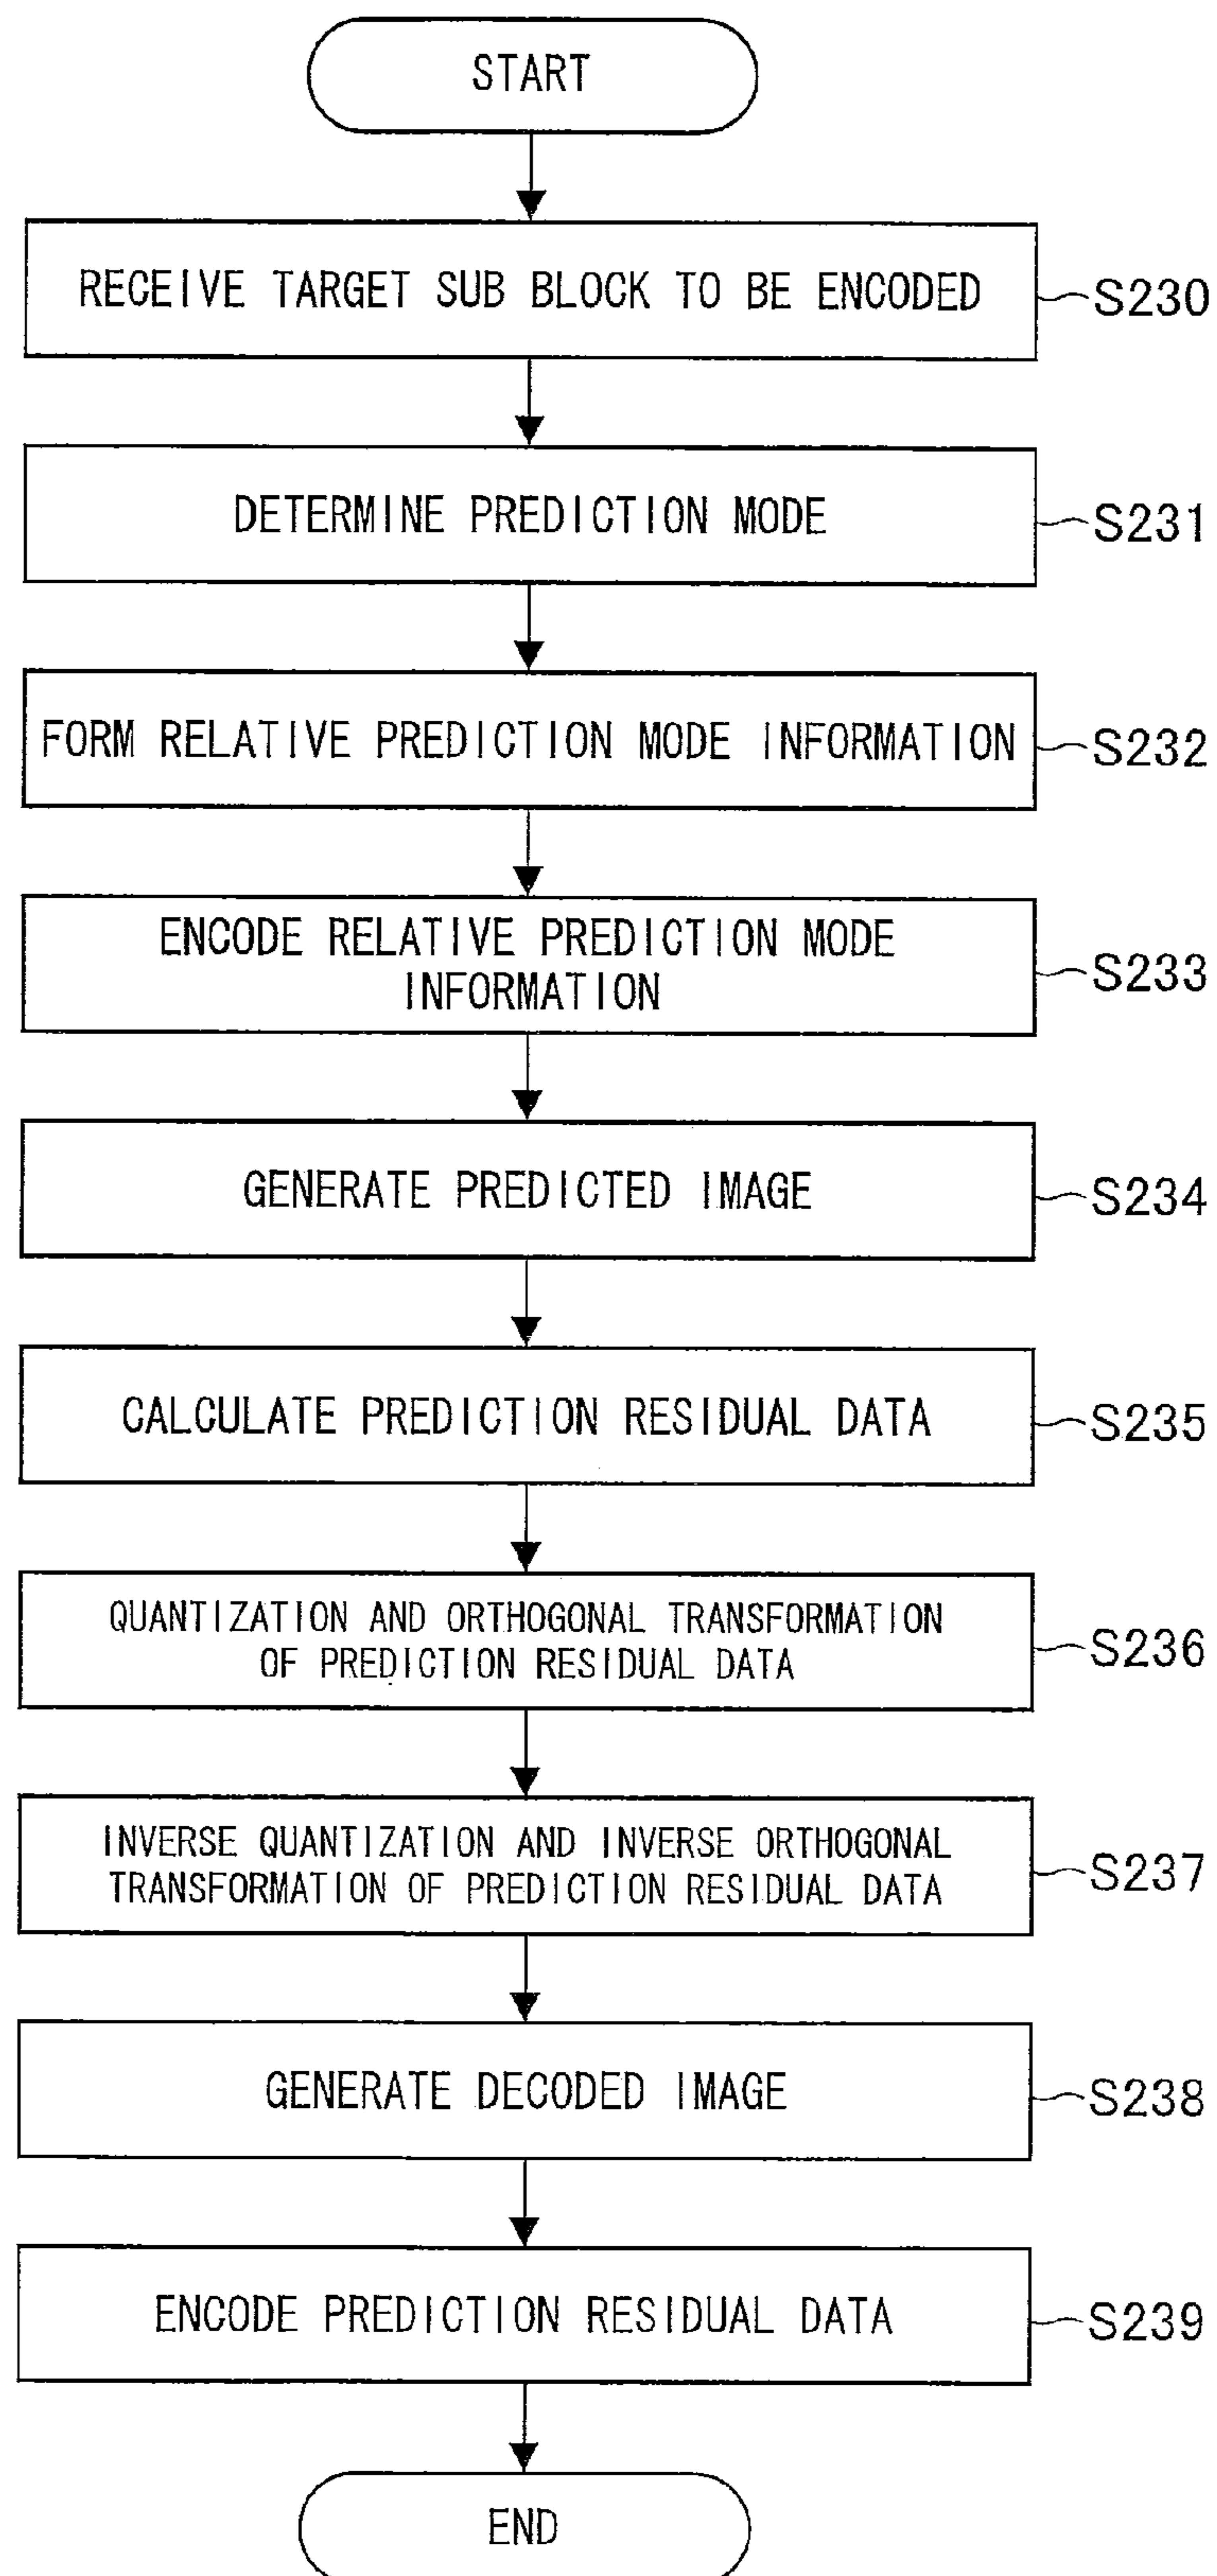 START
RECEIVE TARGET SUB BLOCK TO BE ENCODED
S230
DETERMINE PREDICTION MODE
S231
FORM RELATIVE PREDICTION MODE INFORMATION
S232
ENCODE RELATIVE PREDICTION MODE
INFORMATION
S233
GENERATE PREDICTED IMAGE
S234
CALCULATE PREDICTION RESIDUAL DATA
S235
QUANTIZATION AND ORTHOGONAL TRANSFORMATION
OF PREDICTION RESIDUAL DATA
S236
INVERSE QUANTIZATION AND INVERSE ORTHOGONAL
TRANSFORMATION OF PREDICTION RESIDUAL DATA
S237
GENERATE DECODED IMAGE
S238
ENCODE PREDICTION RESIDUAL DATA
S239
END